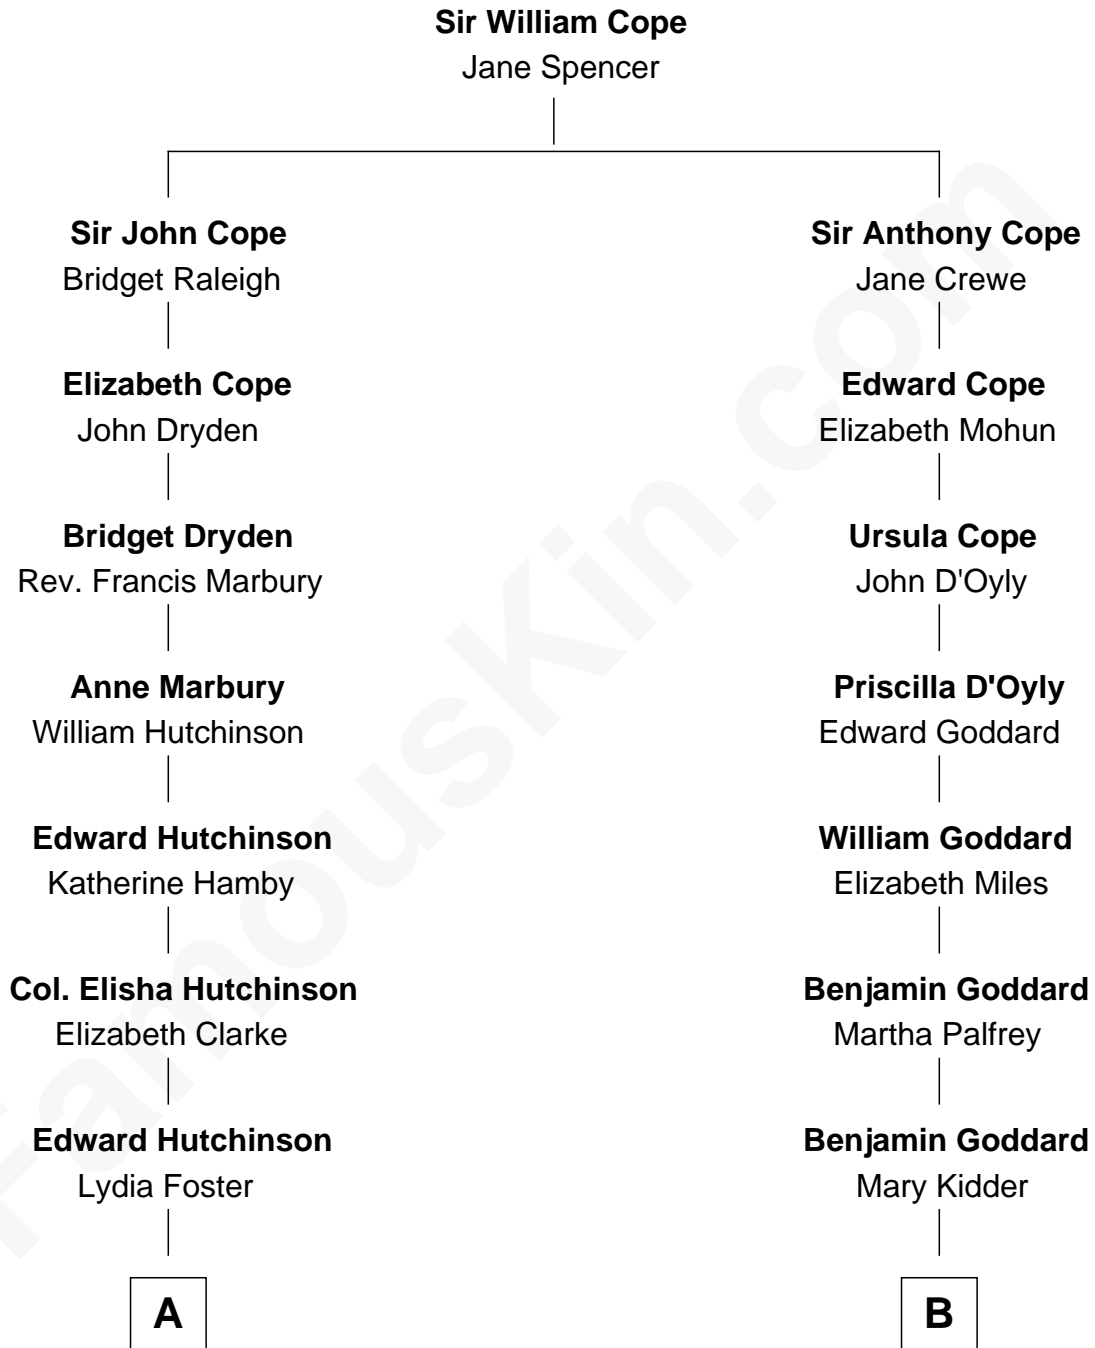 Sir William Cope
Jane Spencer
Sir John Cope
Bridget Raleigh
Elizabeth Cope
John Dryden
Bridget Dryden
Rev. Francis Marbury
Anne Marbury
William Hutchinson
Edward Hutchinson
Katherine Hamby
Col. Elisha Hutchinson
Elizabeth Clarke
Edward Hutchinson
Lydia Foster
A
Sir Anthony Cope
Jane Crewe
Edward Cope
Elizabeth Mohun
Ursula Cope
John D'Oyly
Priscilla D'Oyly
Edward Goddard
William Goddard
Elizabeth Miles
Benjamin Goddard
Martha Palfrey
Benjamin Goddard
Mary Kidder
B
FamousKin.com